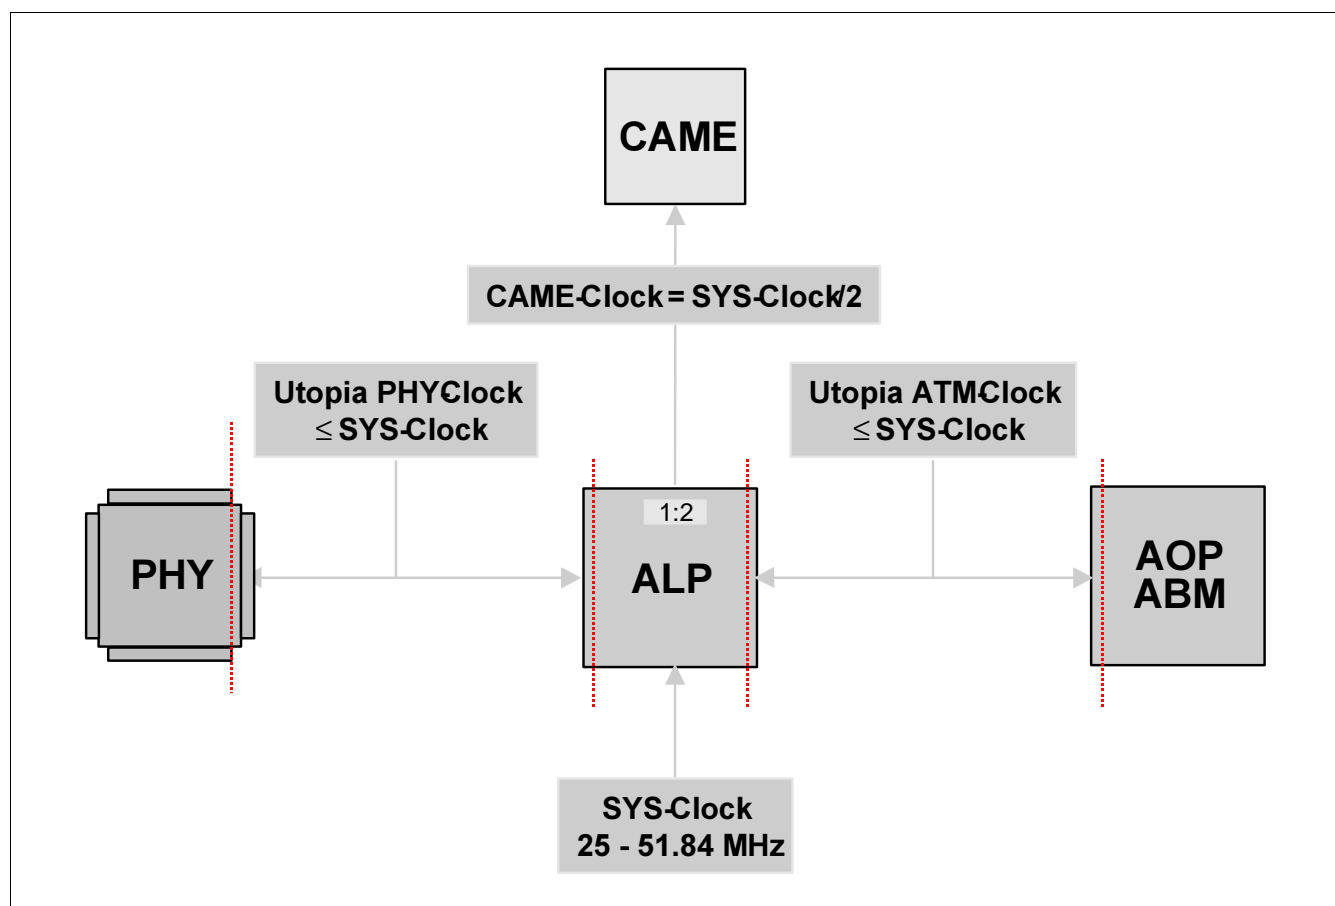 CAME
CAME-Clock = SYS-Clock/2
Utopia PHY-Clock
≤ SYS-Clock
Utopia ATM-Clock
≤ SYS-Clock
1:2
PHY
ALP
AOP
ABM
SYS-Clock
25 - 51.84 MHz